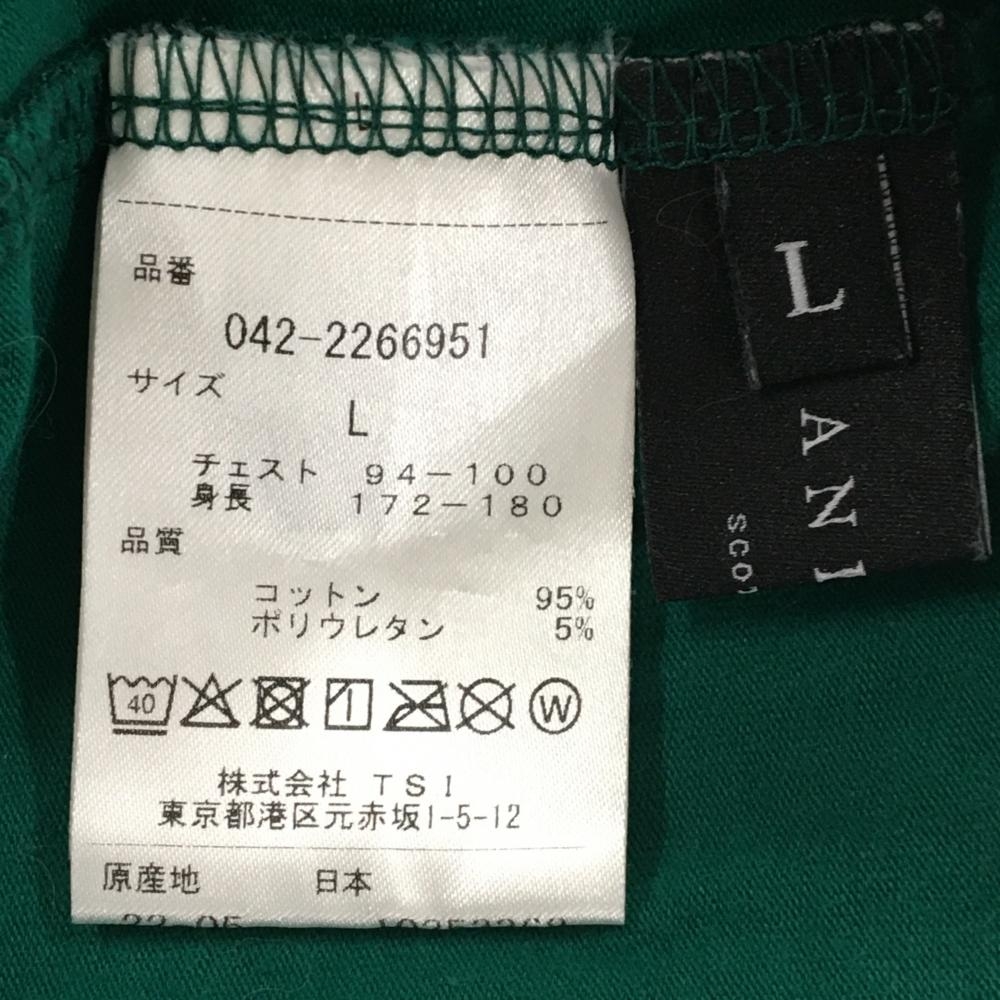 品番
042-2266951
サイズ
L
チェスト 94-100
身長 172-180
品質
コットン 95%
ポリウレタン 5%
40
W
株式会社 TSI
東京都港区元赤坂1-5-12
原産地 日本
L
ANI
SCOT